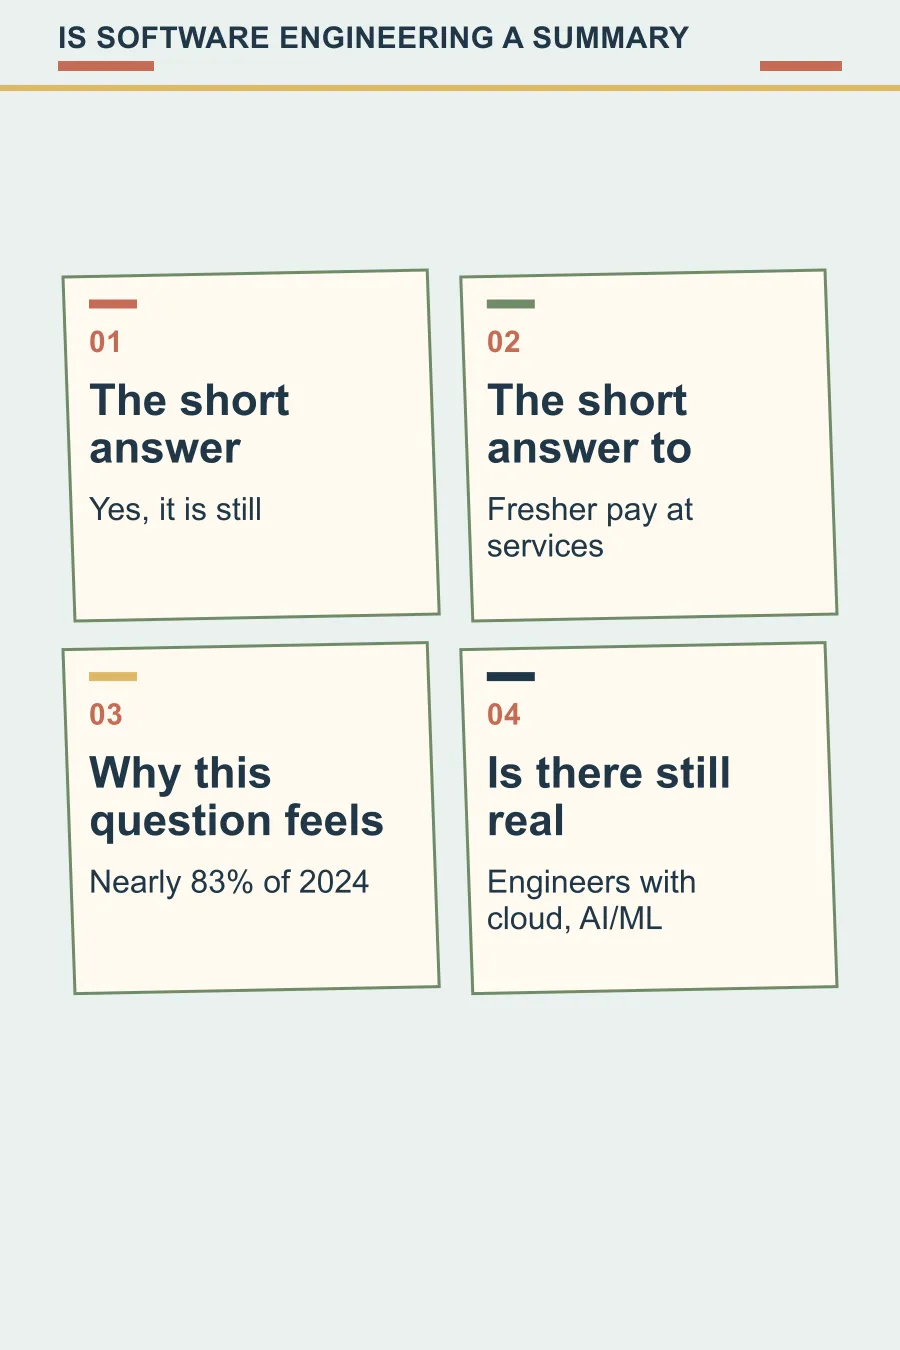 IS SOFTWARE ENGINEERING A SUMMARY
01
The short
answer
Yes, it is still
02
The short
answer to
Fresher pay at
services
03
Why this
question feels
Nearly 83% of 2024
04
Is there still
real
Engineers with
cloud, AI/ML